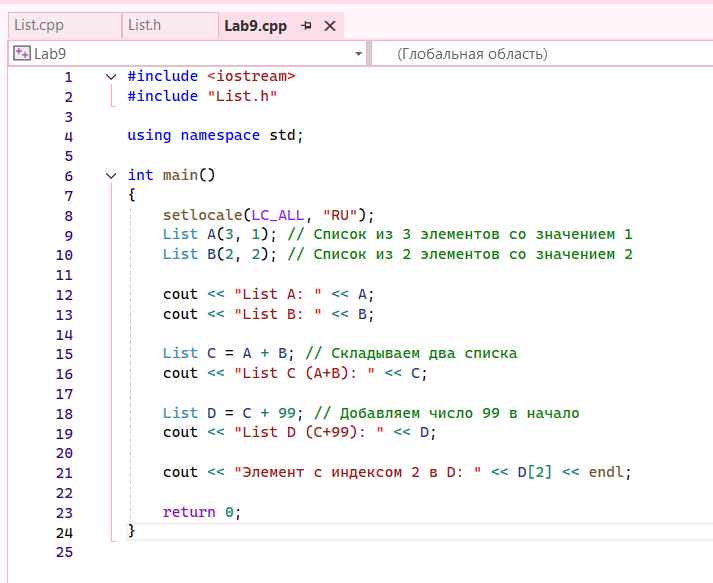 List.cpp List.h Lab9.cpp
Lab9 (Глобальная область)
1 #include <iostream>
2 #include "List.h"
3
4 using namespace std;
5
6 int main()
7 {
8 setlocale(LC_ALL, "RU");
9 List A(3, 1); // Список из 3 элементов со значением 1
10 List B(2, 2); // Список из 2 элементов со значением 2
11
12 cout << "List A: " << A;
13 cout << "List B: " << B;
14
15 List C = A + B; // Складываем два списка
16 cout << "List C (A+B): " << C;
17
18 List D = C + 99; // Добавляем число 99 в начало
19 cout << "List D (C+99): " << D;
20
21 cout << "Элемент с индексом 2 в D: " << D[2] << endl;
22
23 return 0;
24 }
25